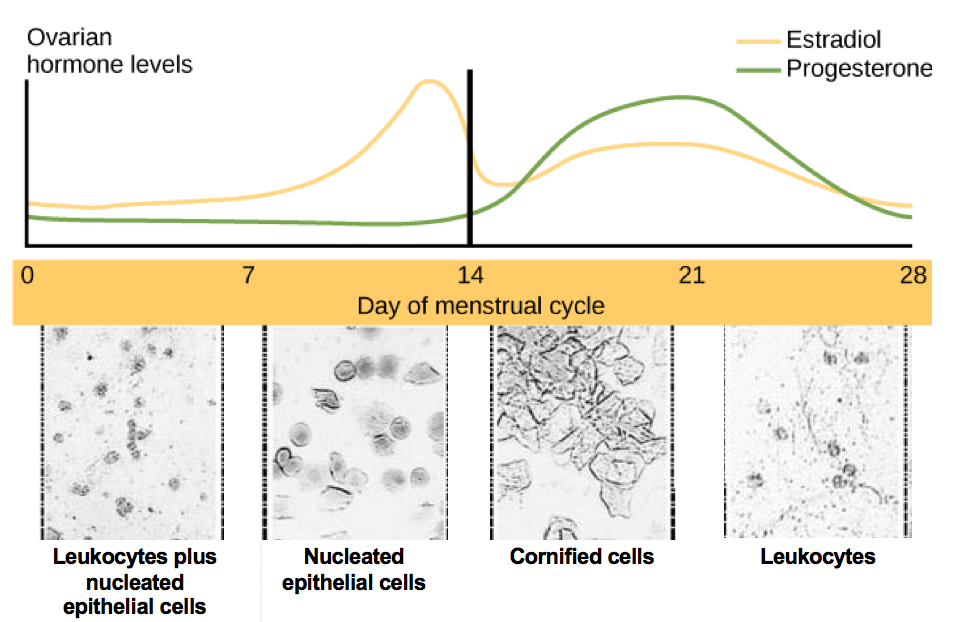 Ovarian
hormone levels
Estradiol
Progesterone
0 7 14 21 28
Day of menstrual cycle
Leukocytes plus
nucleated
epithelial cells
Nucleated
epithelial cells
Cornified cells
Leukocytes